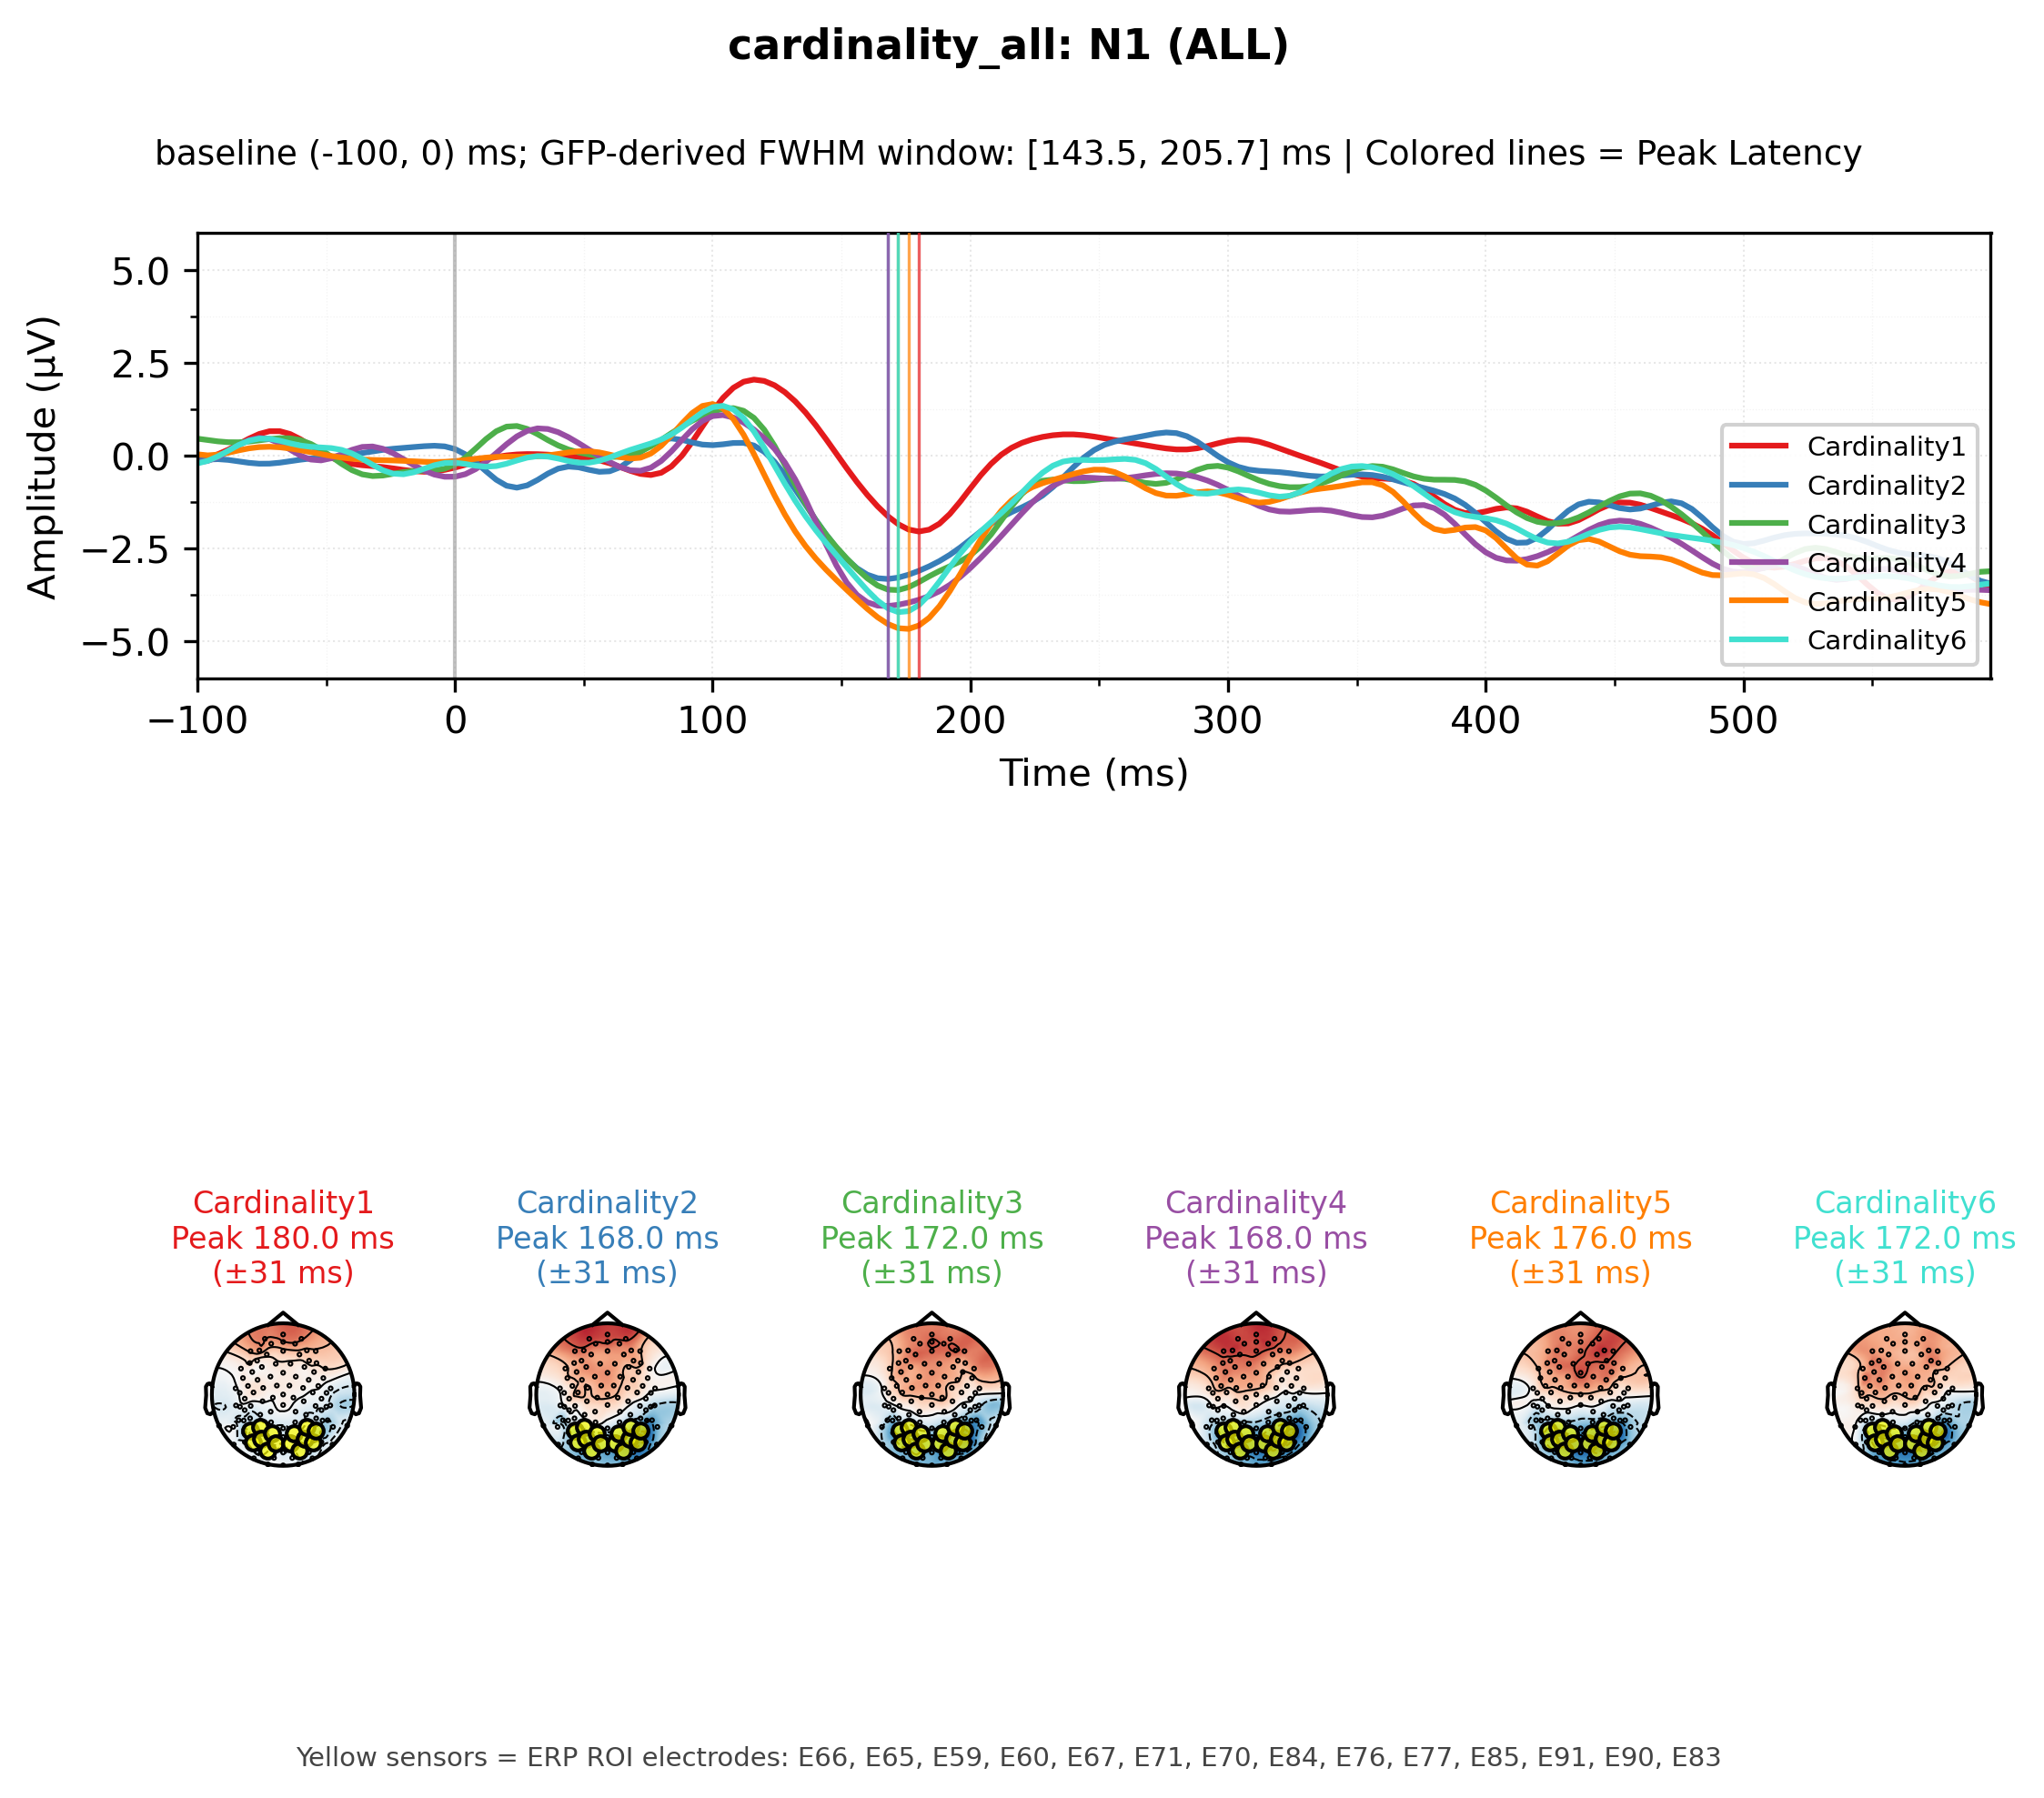 cardinality_all: N1 (ALL)
baseline (-100, 0) ms; GFP-derived FWHM window: [143.5, 205.7] ms | Colored lines = Peak Latency
Amplitude (µV)
5.0
2.5
0.0
−2.5
−5.0
Cardinality1
Cardinality2
Cardinality3
Cardinality4
Cardinality5
Cardinality6
−100 0 100 200 300 400 500
Time (ms)
Cardinality1 Cardinality2 Cardinality3 Cardinality4 Cardinality5 Cardinality6
Peak 180.0 ms Peak 168.0 ms Peak 172.0 ms Peak 168.0 ms Peak 176.0 ms Peak 172.0 ms
(±31 ms) (±31 ms) (±31 ms) (±31 ms) (±31 ms) (±31 ms)
Yellow sensors = ERP ROI electrodes: E66, E65, E59, E60, E67, E71, E70, E84, E76, E77, E85, E91, E90, E83